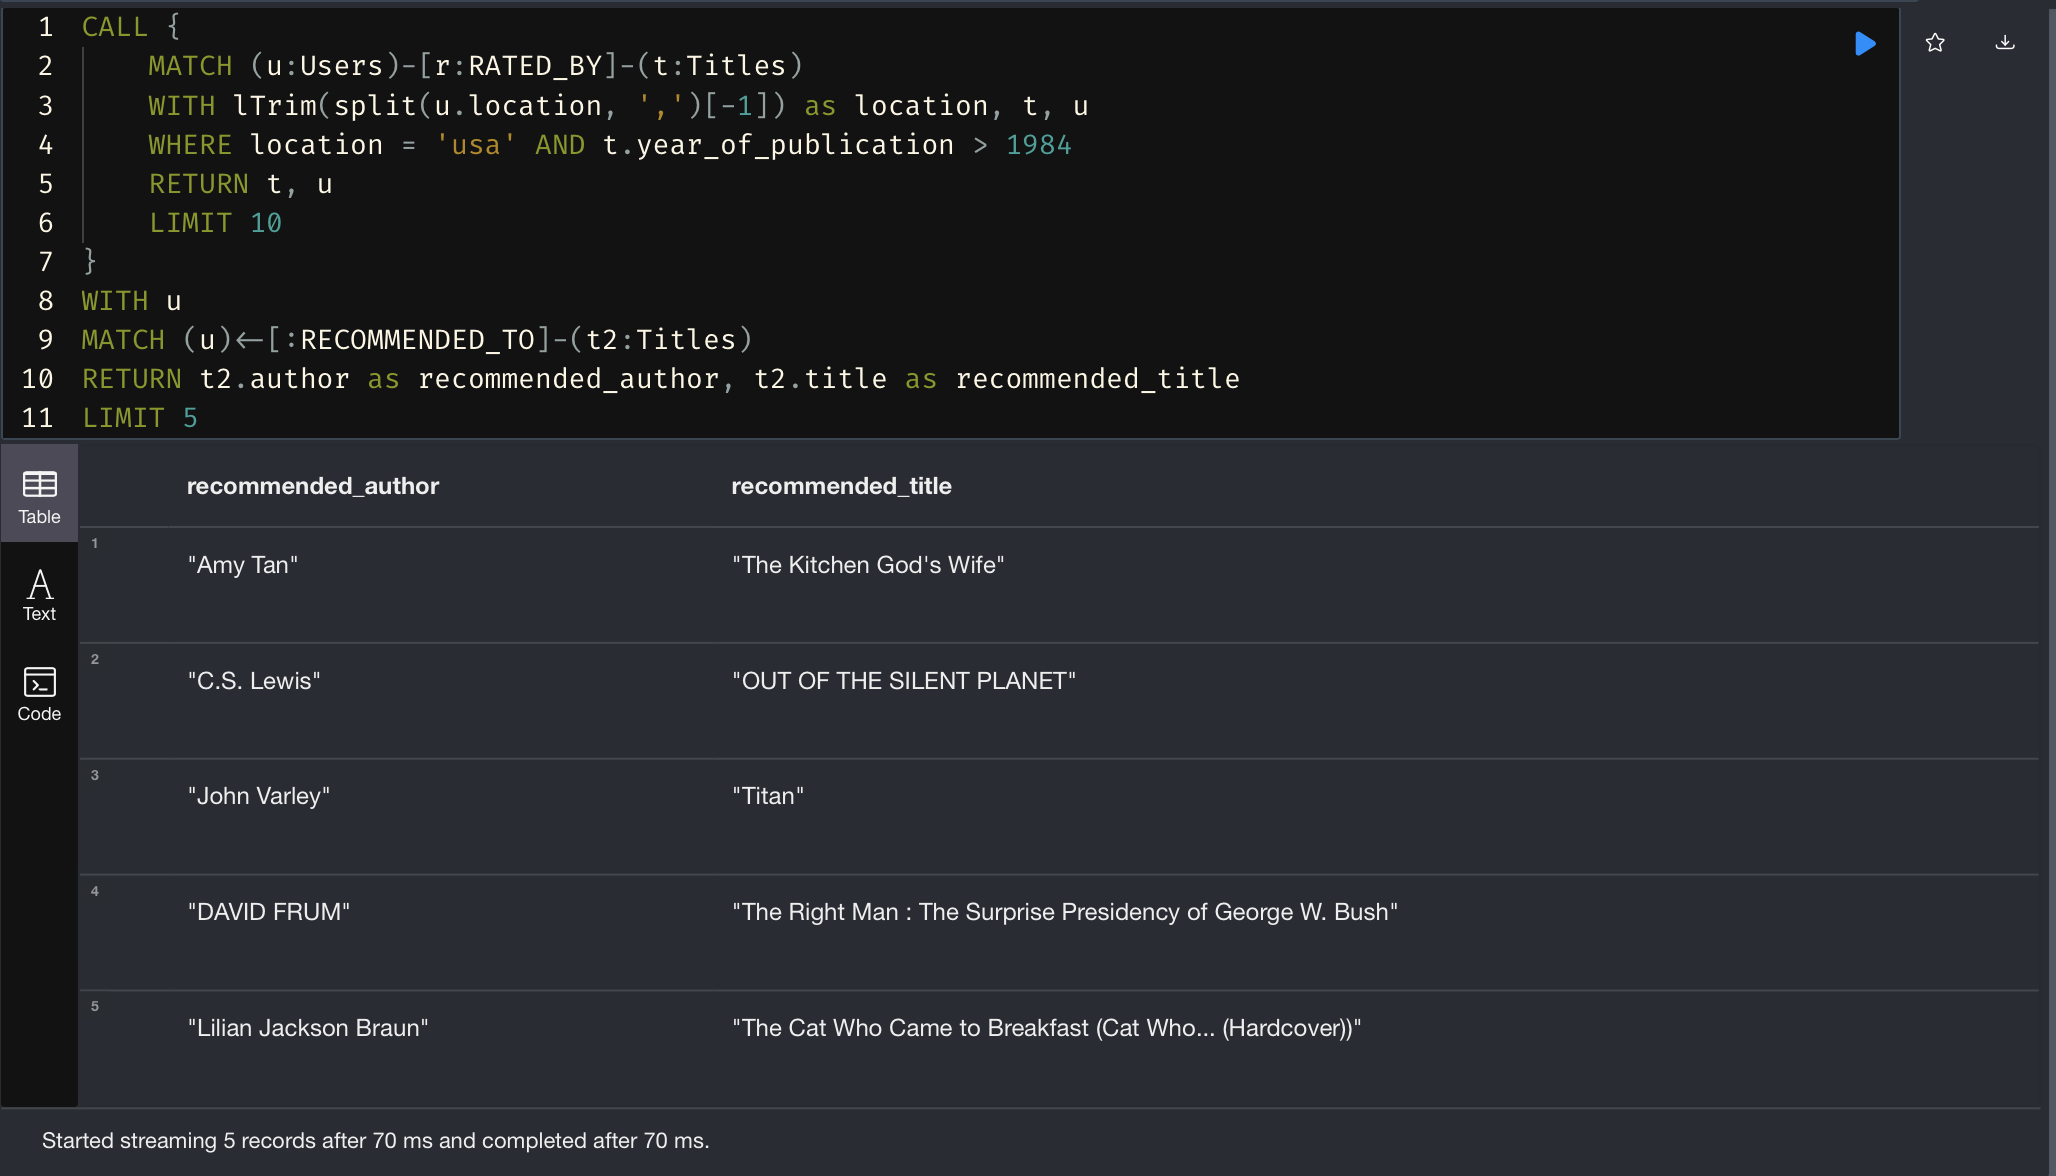 1 CALL {
2 MATCH (u:Users)-[r:RATED_BY]-(t:Titles)
3 WITH lTrim(split(u.location, ',')[-1]) as location, t, u
4 WHERE location = 'usa' AND t.year_of_publication > 1984
5 RETURN t, u
6 LIMIT 10
7 }
8 WITH u
9 MATCH (u)<-[:RECOMMENDED_TO]-(t2:Titles)
10 RETURN t2.author as recommended_author, t2.title as recommended_title
11 LIMIT 5
Table
Text
Code
recommended_author recommended_title
1 "Amy Tan" "The Kitchen God's Wife"
2 "C.S. Lewis" "OUT OF THE SILENT PLANET"
3 "John Varley" "Titan"
4 "DAVID FRUM" "The Right Man : The Surprise Presidency of George W. Bush"
5 "Lilian Jackson Braun" "The Cat Who Came to Breakfast (Cat Who... (Hardcover))"
Started streaming 5 records after 70 ms and completed after 70 ms.